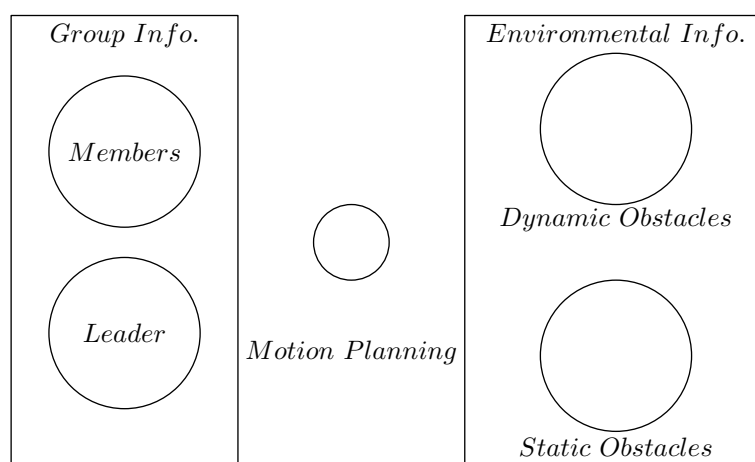 Group Info.
Members
Leader
Motion Planning
Environmental Info.
Dynamic Obstacles
Static Obstacles